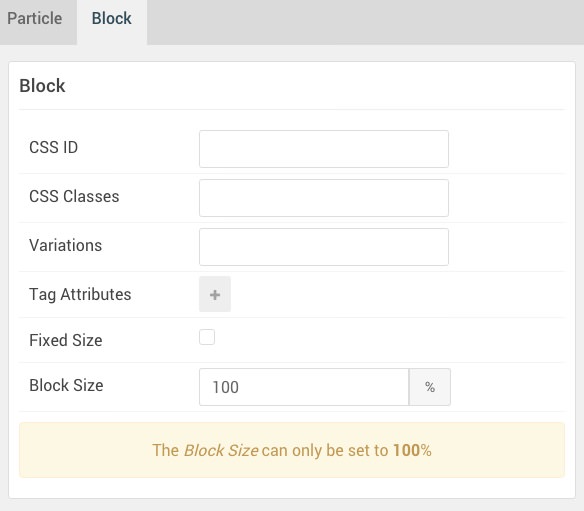 Particle Block
Block
CSS ID
CSS Classes
Variations
Tag Attributes +
Fixed Size
Block Size 100 %
The Block Size can only be set to 100%